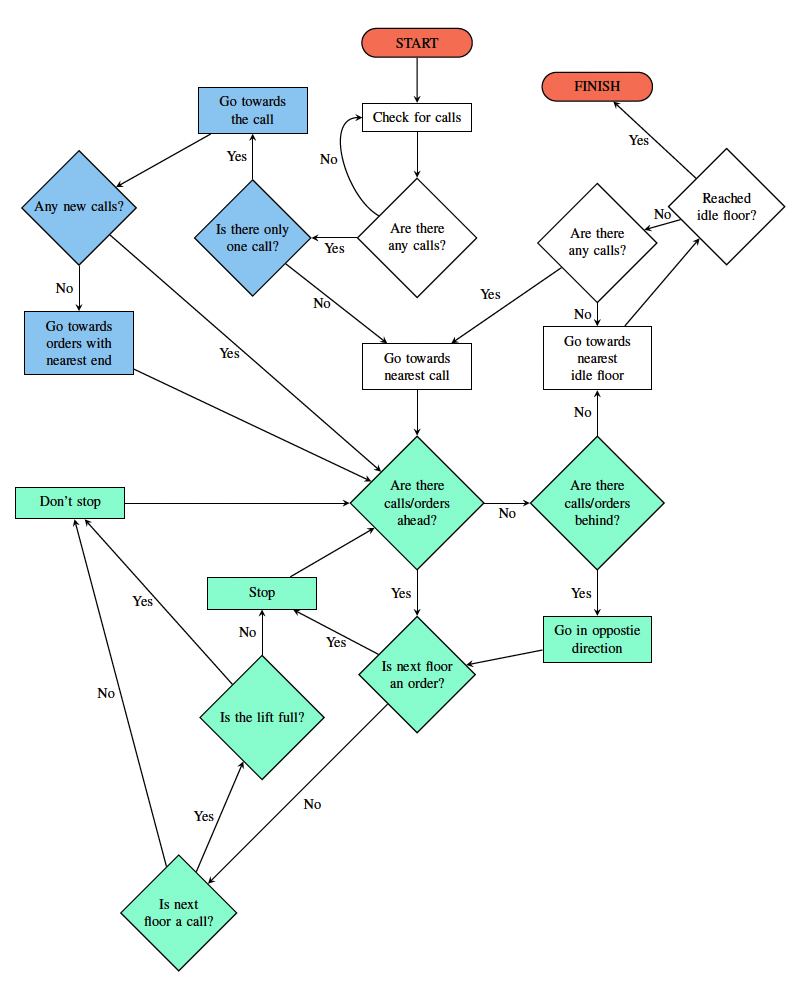 START
FINISH
Go towards
the call
Check for calls
Yes
No
Yes
Any new calls?
Is there only
one call?
Are there
any calls?
Are there
any calls?
Reached
idle floor?
No
Yes
No
No
Yes
No
Go towards
orders with
nearest end
Yes
Go towards
nearest call
Go towards
nearest
idle floor
No
Don't stop
Are there
calls/orders
ahead?
No
Are there
calls/orders
behind?
Stop
Yes
Yes
Yes
No
Yes
Go in oppostie
direction
Is next floor
an order?
Is the lift full?
No
Yes
No
Is next
floor a call?